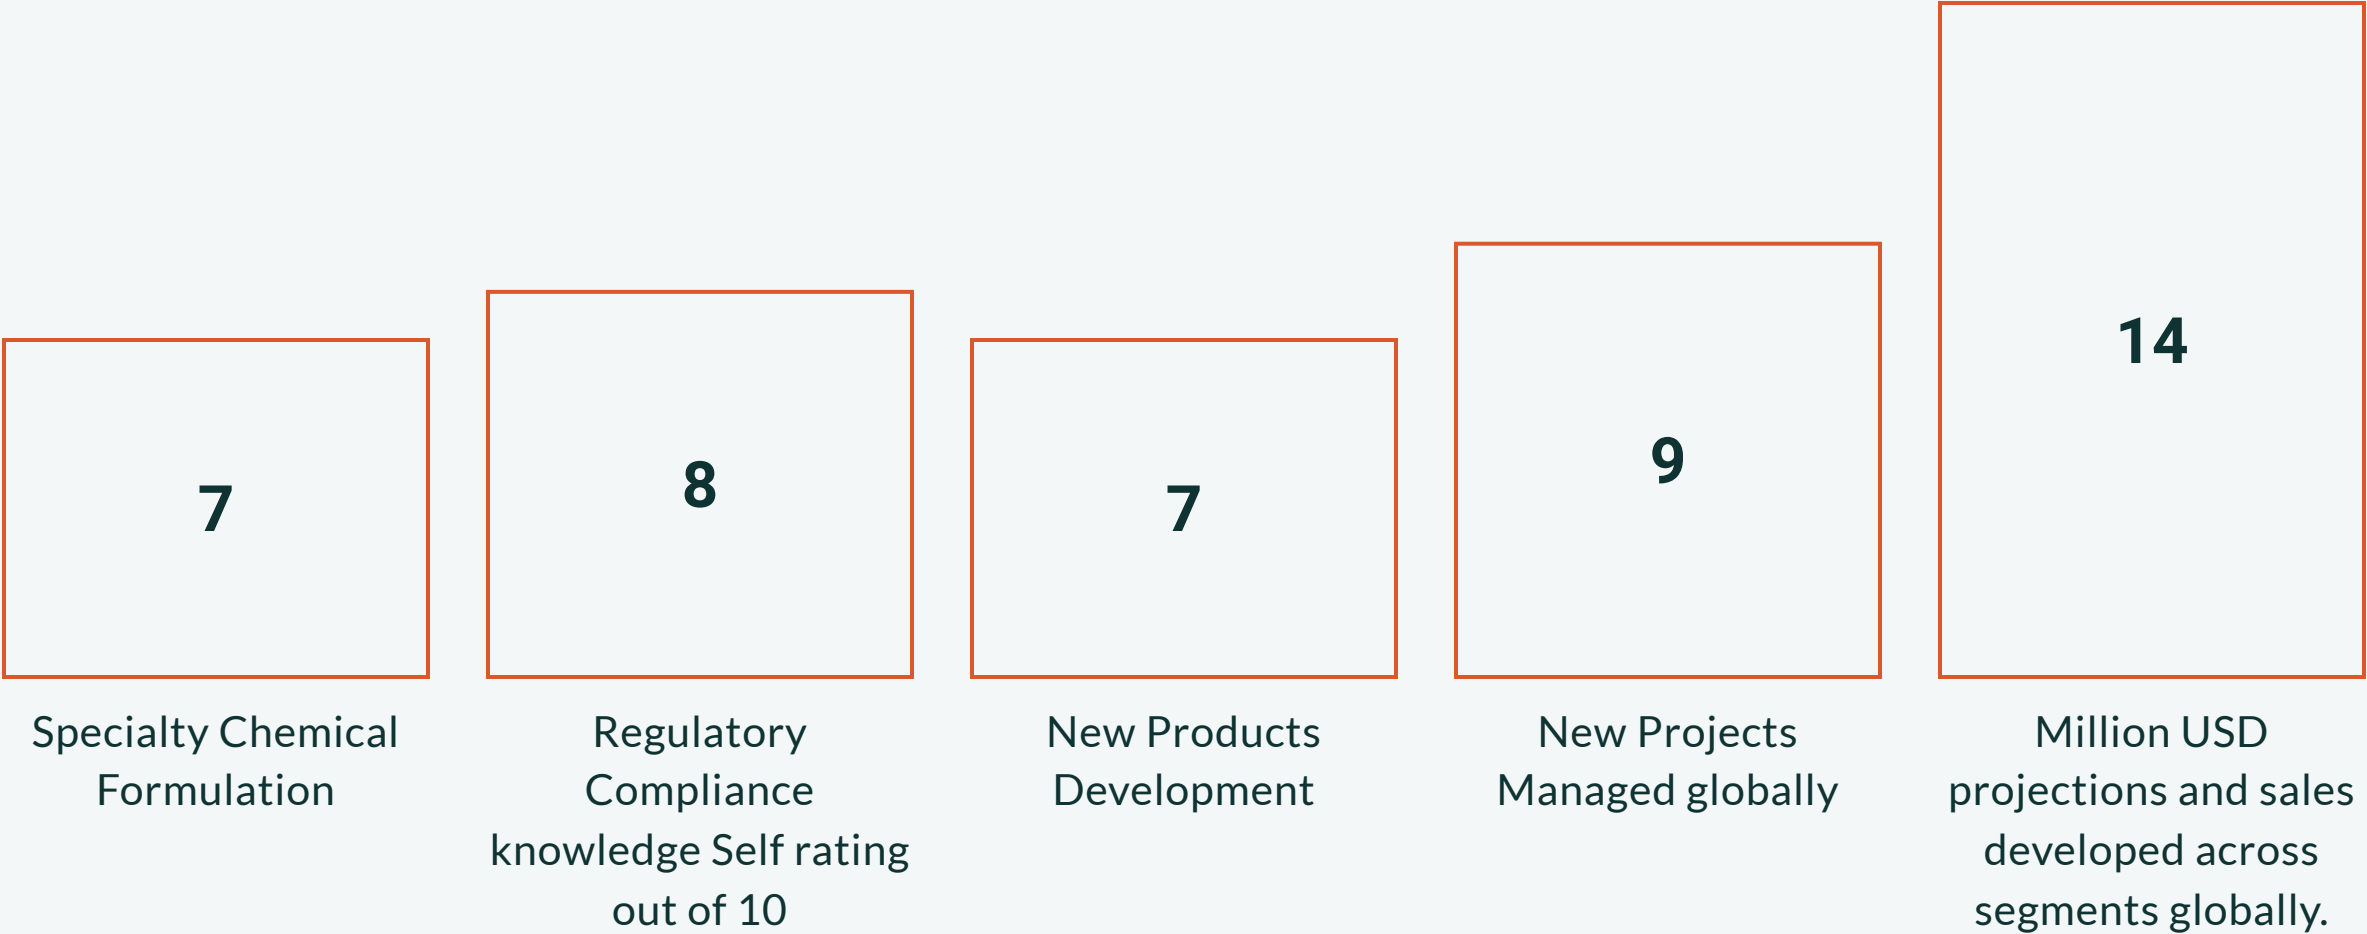 7
Specialty Chemical
Formulation
8
Regulatory
Compliance
knowledge Self rating
out of 10
7
New Products
Development
9
New Projects
Managed globally
14
Million USD
projections and sales
developed across
segments globally.